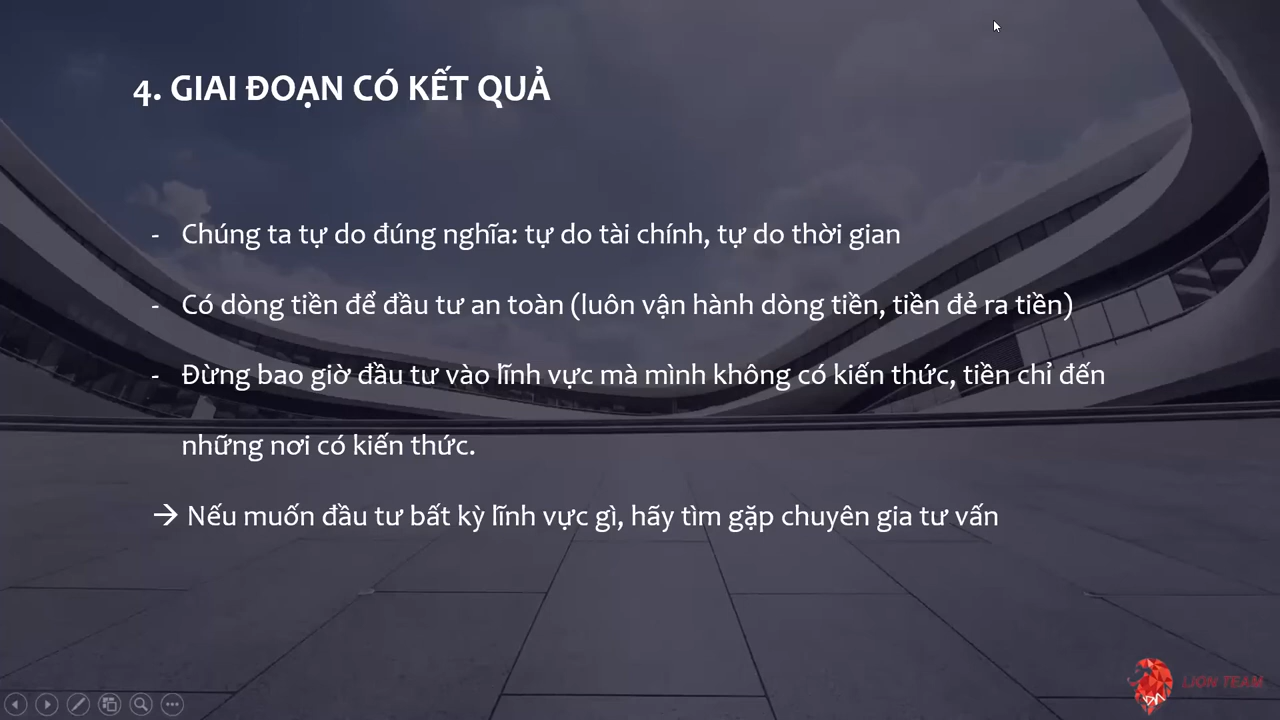 4. GIAI ĐOẠN CÓ KẾT QUẢ
- Chúng ta tự do đúng nghĩa: tự do tài chính, tự do thời gian
- Có dòng tiền để đầu tư an toàn (luôn vận hành dòng tiền, tiền đẻ ra tiền)
- Đừng bao giờ đầu tư vào lĩnh vực mà mình không có kiến thức, tiền chỉ đến
những nơi có kiến thức.
→ Nếu muốn đầu tư bất kỳ lĩnh vực gì, hãy tìm gặp chuyên gia tư vấn
LION TEAM